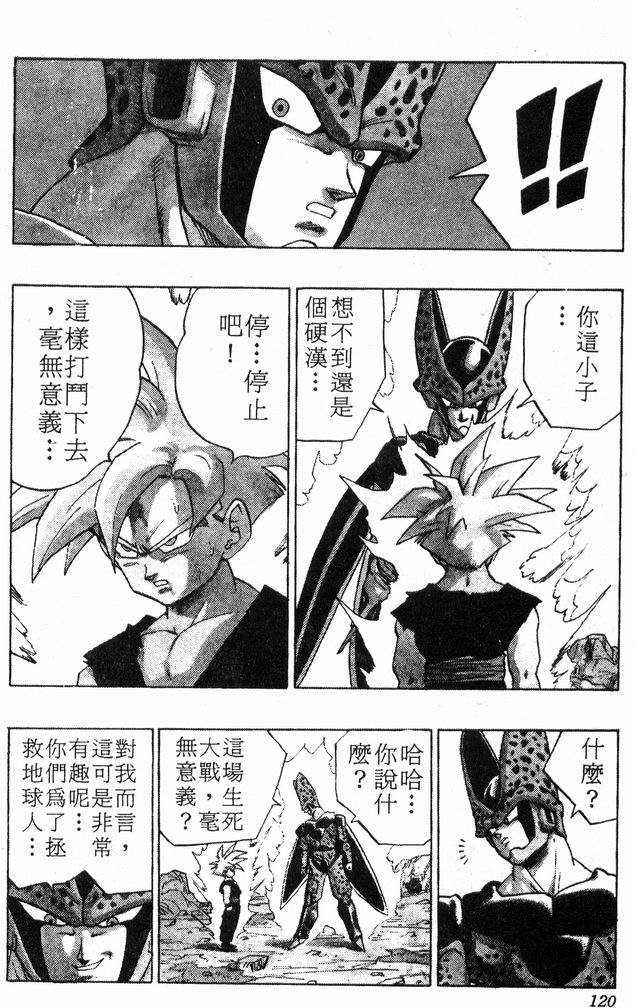 !!
你這小子
…
想不到還是
個硬漢…
停…停止
吧！
這樣打鬥下去
，毫無意義…
什麼？
哈哈…
你說什
麼？
這場生死
大戰，毫
無意義？
對我而言，
這可是非常
有趣呢…
你們爲了拯
救地球人…
120